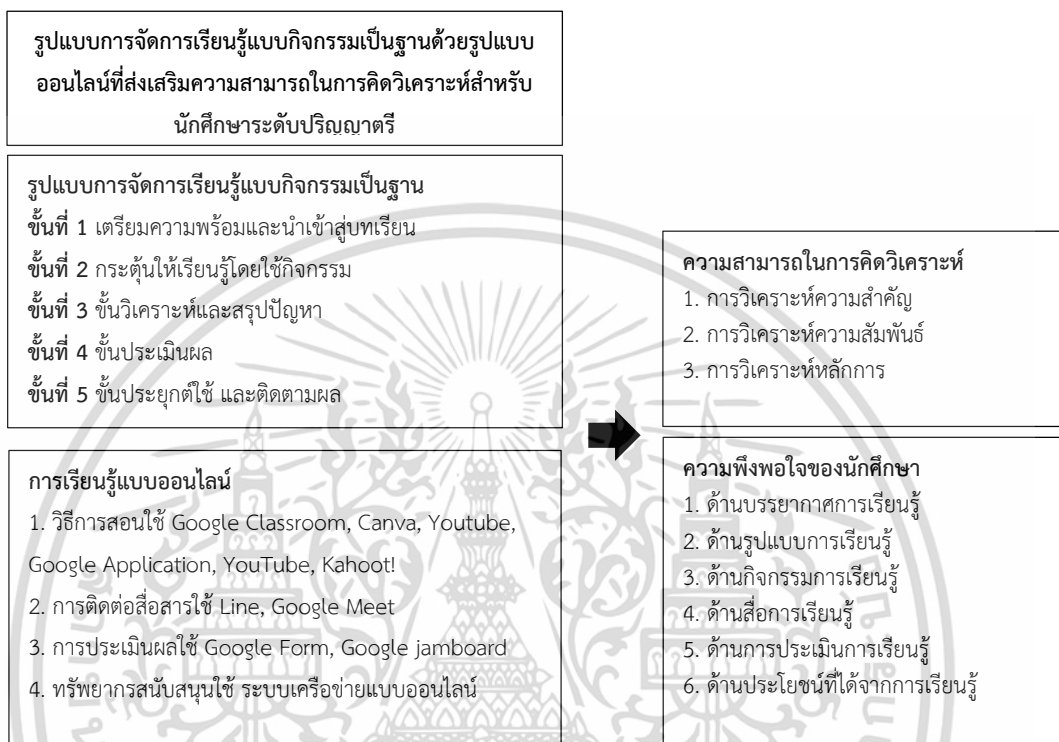 รูปแบบการจัดการเรียนรู้แบบกิจกรรมเป็นฐานด้วยรูปแบบ
ออนไลน์ที่ส่งเสริมความสามารถในการคิดวิเคราะห์สำหรับ
นักศึกษาระดับปริญญาตรี
รูปแบบการจัดการเรียนรู้แบบกิจกรรมเป็นฐาน
ขั้นที่ 1 เตรียมความพร้อมและนำเข้าสู่บทเรียน
ขั้นที่ 2 กระตุ้นให้เรียนรู้โดยใช้กิจกรรม
ขั้นที่ 3 ขั้นวิเคราะห์และสรุปปัญหา
ขั้นที่ 4 ขั้นประเมินผล
ขั้นที่ 5 ขั้นประยุกต์ใช้ และติดตามผล
การเรียนรู้แบบออนไลน์
1. วิธีการสอนใช้ Google Classroom, Canva, Youtube,
Google Application, YouTube, Kahoot!
2. การติดต่อสื่อสารใช้ Line, Google Meet
3. การประเมินผลใช้ Google Form, Google jamboard
4. ทรัพยากรสนับสนุนใช้ ระบบเครือข่ายแบบออนไลน์
ความสามารถในการคิดวิเคราะห์
1. การวิเคราะห์ความสำคัญ
2. การวิเคราะห์ความสัมพันธ์
3. การวิเคราะห์หลักการ
ความพึงพอใจของนักศึกษา
1. ด้านบรรยากาศการเรียนรู้
2. ด้านรูปแบบการเรียนรู้
3. ด้านกิจกรรมการเรียนรู้
4. ด้านสื่อการเรียนรู้
5. ด้านการประเมินการเรียนรู้
6. ด้านประโยชน์ที่ได้จากการเรียนรู้